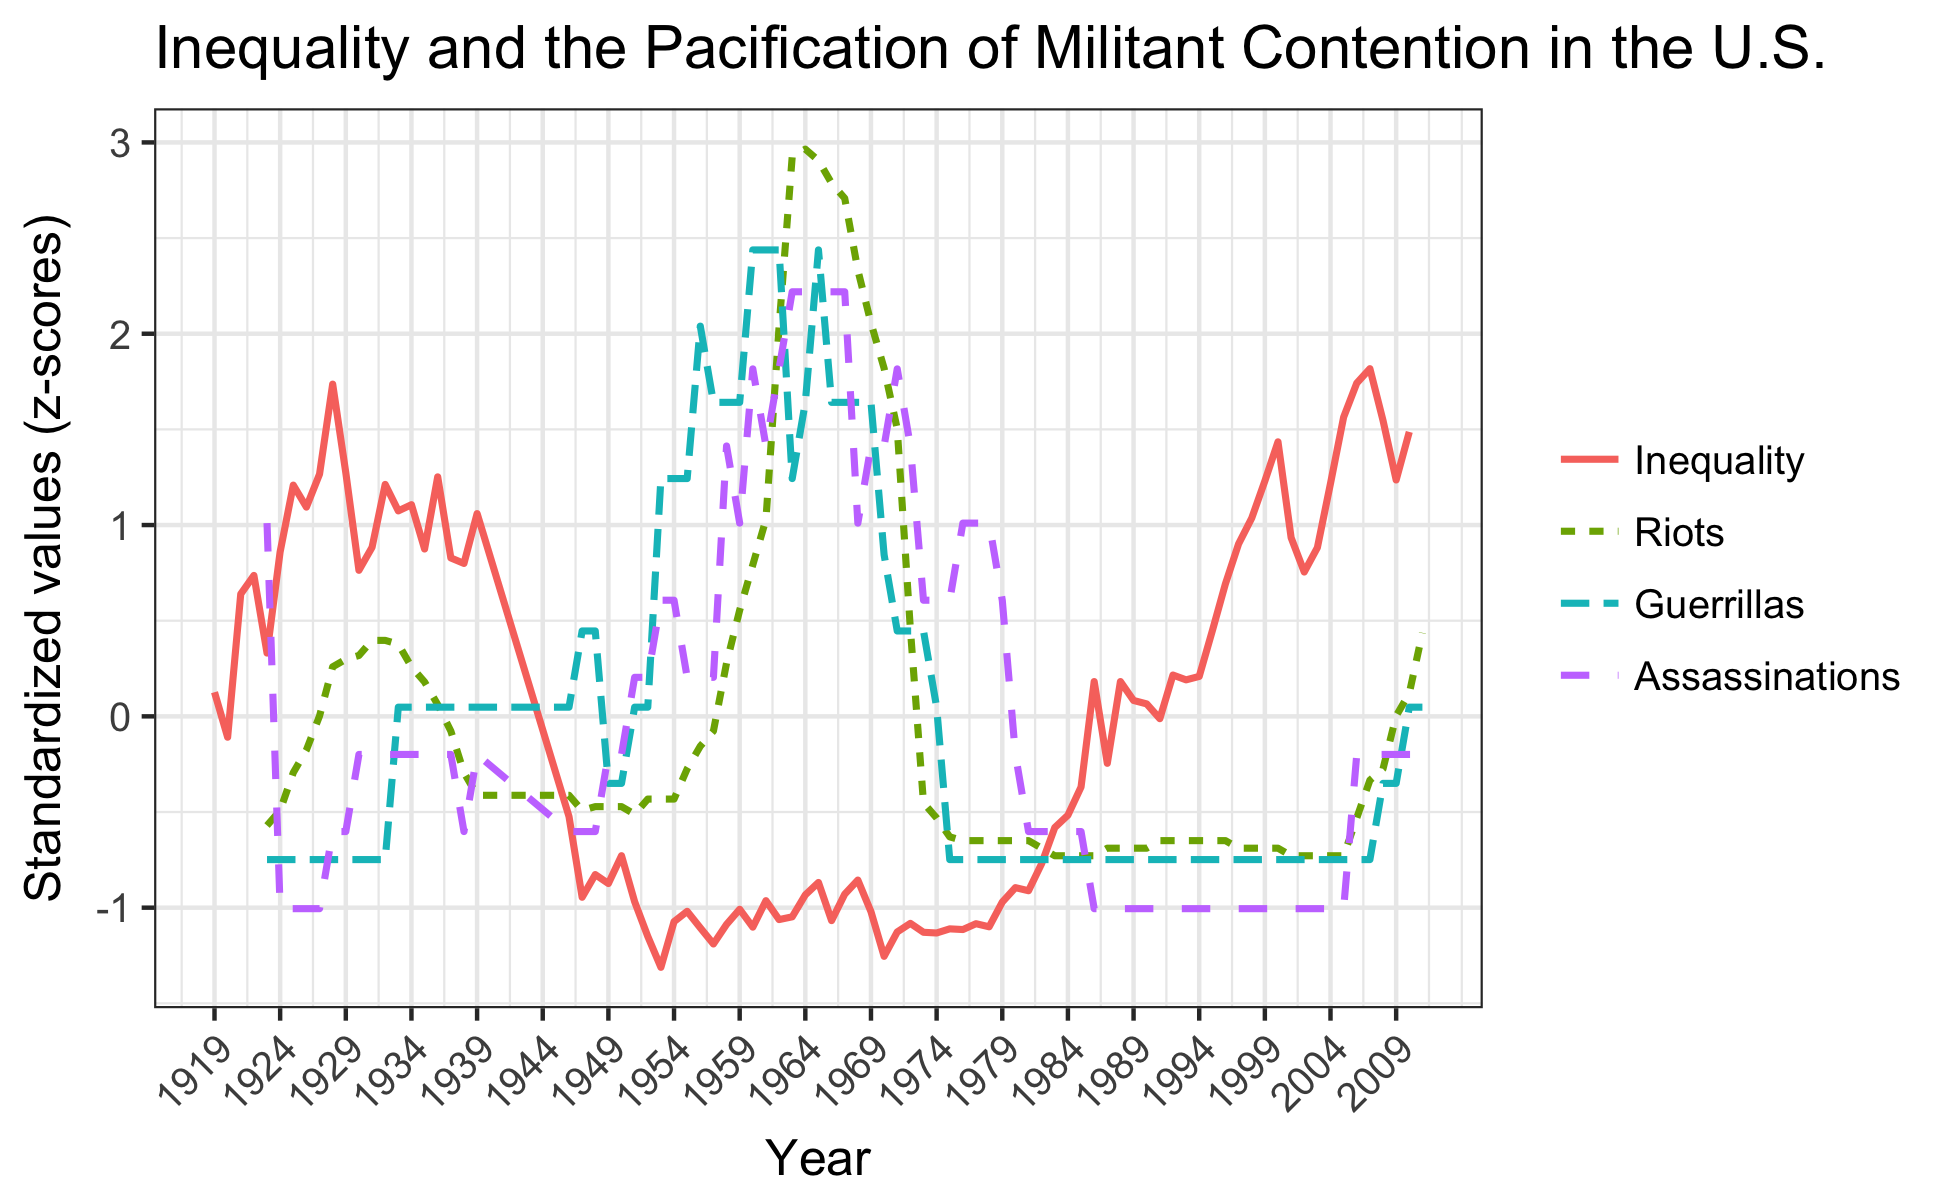 Inequality and the Pacification of Militant Contention in the U.S.
Standardized values (z-scores)
3
2
1
0
-1
1919 1924 1929 1934 1939 1944 1949 1954 1959 1964 1969 1974 1979 1984 1989 1994 1999 2004 2009
Year
Inequality
Riots
Guerrillas
Assassinations